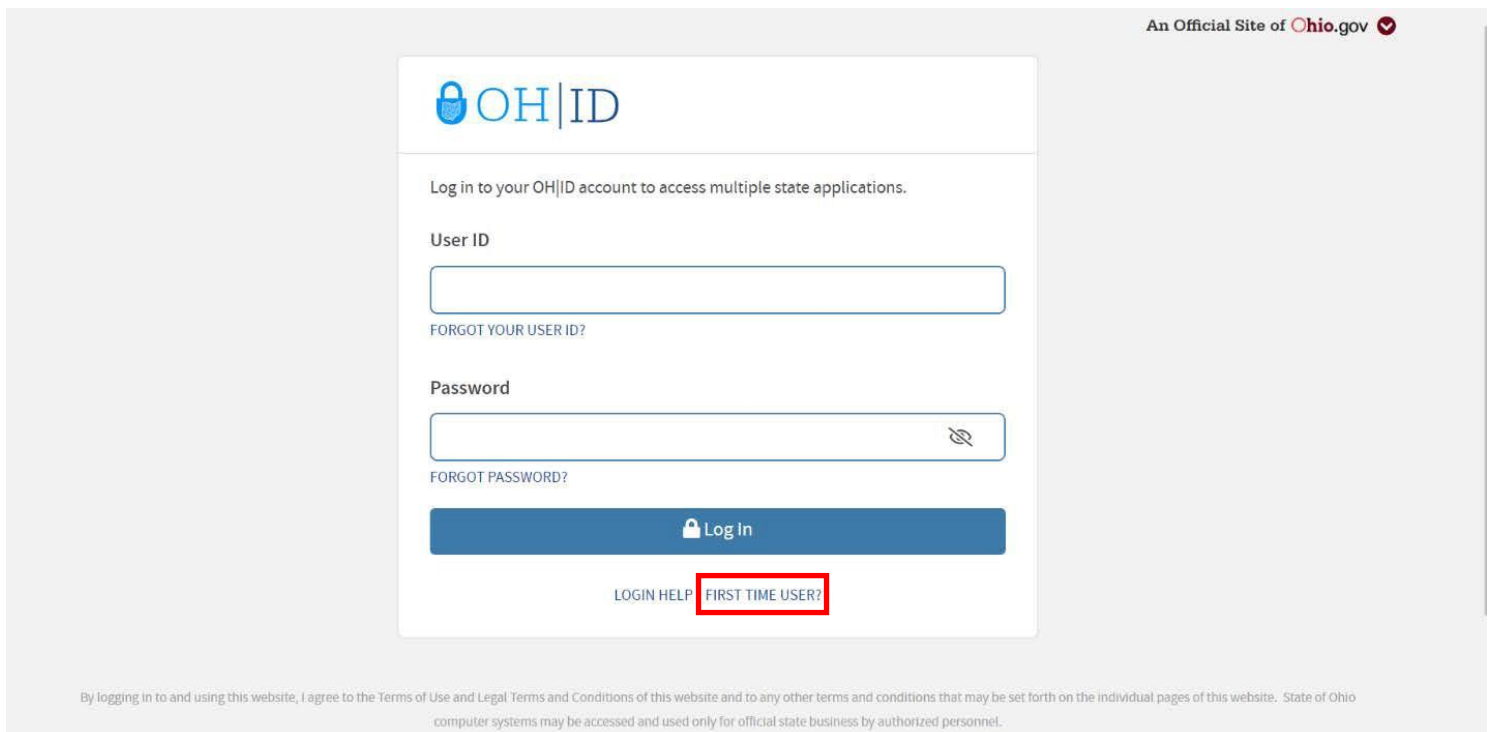 An Official Site of Ohio.gov
OH|ID
Log in to your OH|ID account to access multiple state applications.
User ID
FORGOT YOUR USER ID?
Password
FORGOT PASSWORD?
Log In
LOGIN HELP FIRST TIME USER?
By logging in to and using this website, I agree to the Terms of Use and Legal Terms and Conditions of this website and to any other terms and conditions that may be set forth on the individual pages of this website. State of Ohio
computer systems may be accessed and used only for official state business by authorized personnel.